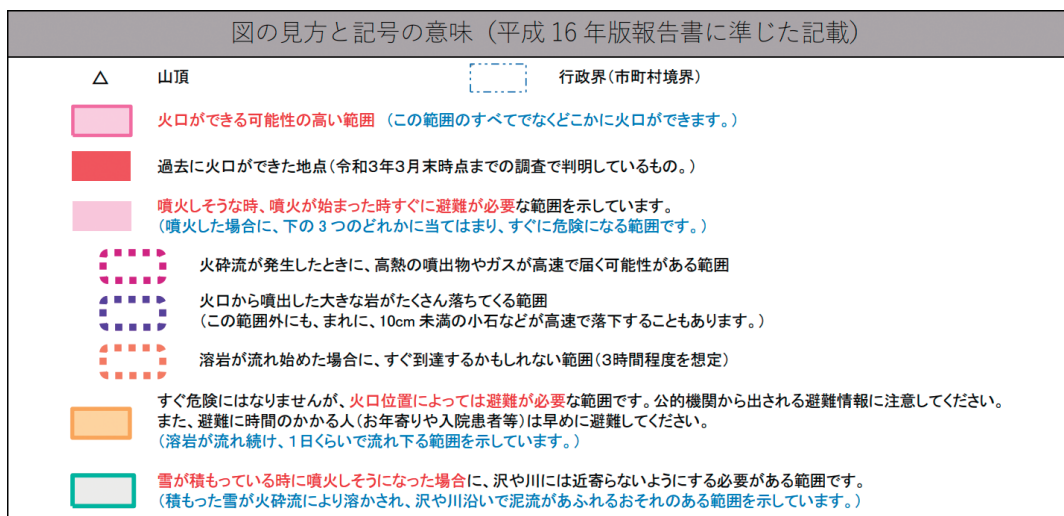 図の見方と記号の意味（平成 16 年版報告書に準じた記載）
山頂 行政界（市町村境界）
火口ができる可能性の高い範囲 （この範囲のすべてでなくどこかに火口ができます。）
過去に火口ができた地点（令和３年３月末時点までの調査で判明しているもの。）
噴火しそうな時、噴火が始まった時すぐに避難が必要な範囲を示しています。
（噴火した場合に、下の 3 つのどれかに当てはまり、すぐに危険になる範囲です。）
火砕流が発生したときに、高熱の噴出物やガスが高速で届く可能性がある範囲
火口から噴出した大きな岩がたくさん落ちてくる範囲
（この範囲外にも、まれに、10cm 未満の小石などが高速で落下することもあります。）
溶岩が流れ始めた場合に、すぐ到達するかもしれない範囲（３時間程度を想定）
すぐ危険にはなりませんが、火口位置によっては避難が必要な範囲です。公的機関から出される避難情報に注意してください。
また、避難に時間のかかる人（お年寄りや入院患者等）は早めに避難してください。
（溶岩が流れ続け、１日くらいで流れ下る範囲を示しています。）
雪が積もっている時に噴火しそうになった場合に、沢や川には近寄らないようにする必要がある範囲です。
（積もった雪が火砕流により溶かされ、沢や川沿いで泥流があふれるおそれのある範囲を示しています。）